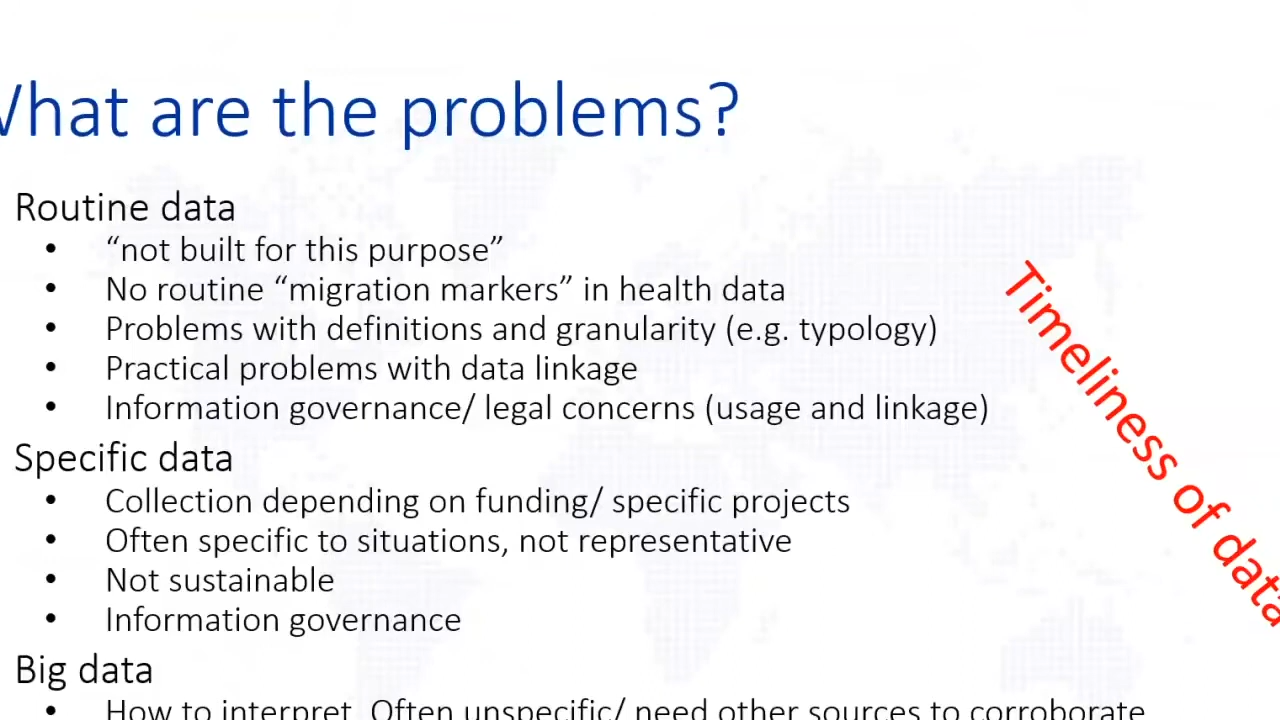 What are the problems?
Routine data
• “not built for this purpose”
• No routine “migration markers” in health data
• Problems with definitions and granularity (e.g. typology)
• Practical problems with data linkage
• Information governance/ legal concerns (usage and linkage)
Specific data
• Collection depending on funding/ specific projects
• Often specific to situations, not representative
• Not sustainable
• Information governance
Big data
• How to interpret. Often unspecific/ need other sources to corroborate
Timeliness of data